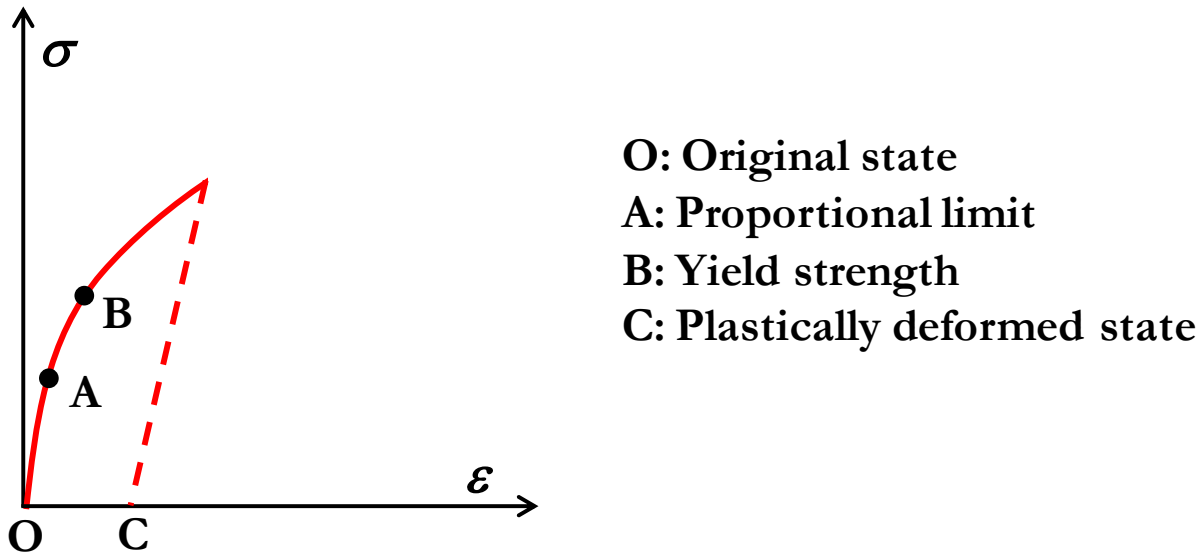 σ
B
A
ε
O
C
O: Original state
A: Proportional limit
B: Yield strength
C: Plastically deformed state